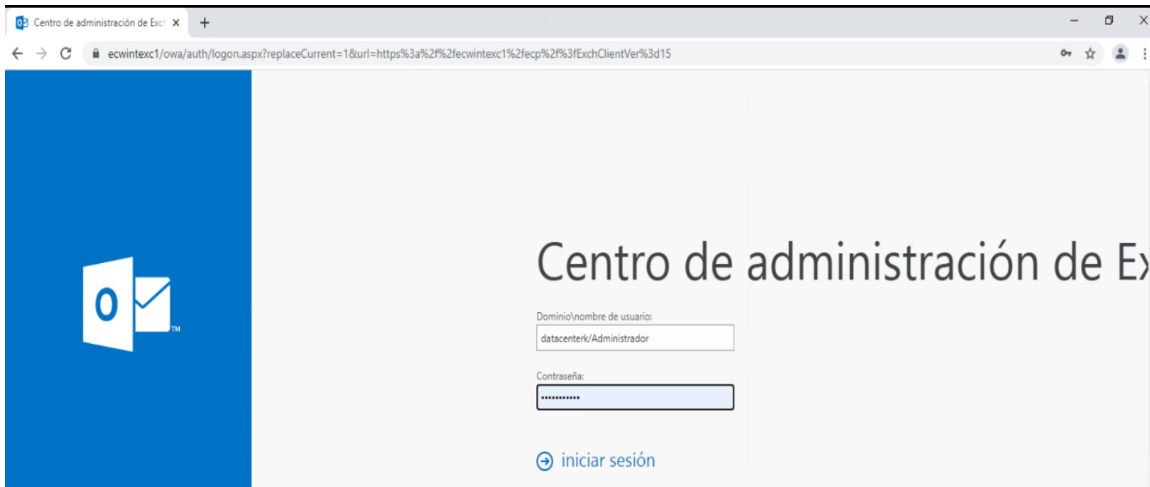 Centro de administración de Exc
ecwintexc1/owa/auth/logon.aspx?replaceCurrent=1&url=https%3a%2f%2fecwintexc1%2fecp%2f%3fExchClientVer%3d15
Centro de administración de Ex
Dominio\nombre de usuario:
datacenterk/Administrador
Contraseña:
•••••••••••
iniciar sesión
O
TM